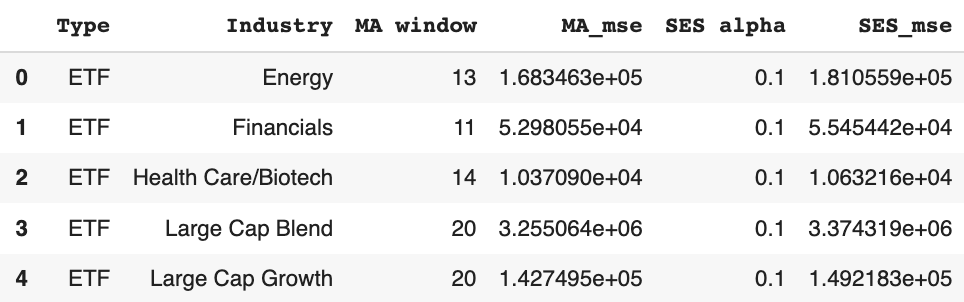 Type Industry MA window MA_mse SES alpha SES_mse
0 ETF Energy 13 1.683463e+05 0.1 1.810559e+05
1 ETF Financials 11 5.298055e+04 0.1 5.545442e+04
2 ETF Health Care/Biotech 14 1.037090e+04 0.1 1.063216e+04
3 ETF Large Cap Blend 20 3.255064e+06 0.1 3.374319e+06
4 ETF Large Cap Growth 20 1.427495e+05 0.1 1.492183e+05